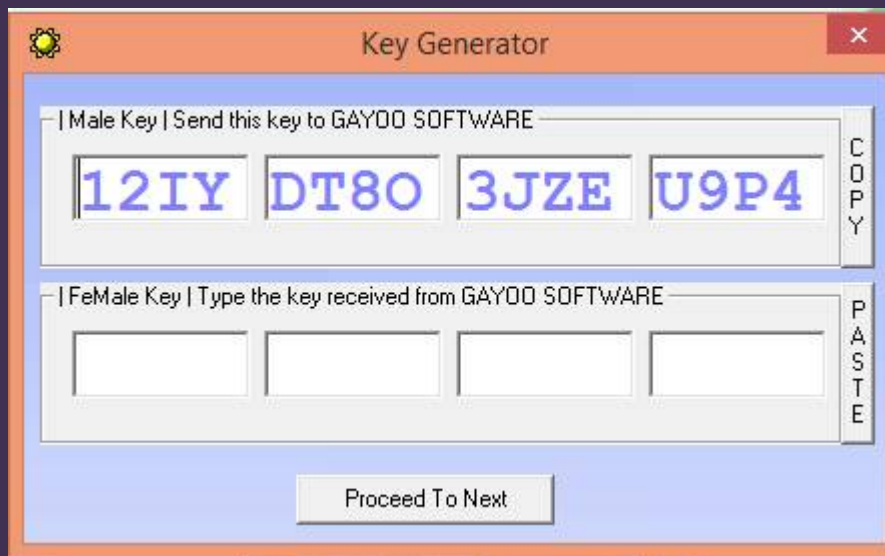 Key Generator
| Male Key | Send this key to GAYOO SOFTWARE
12IY DT8O 3JZE U9P4
COPY
| FeMale Key | Type the key received from GAYOO SOFTWARE
PASTE
Proceed To Next